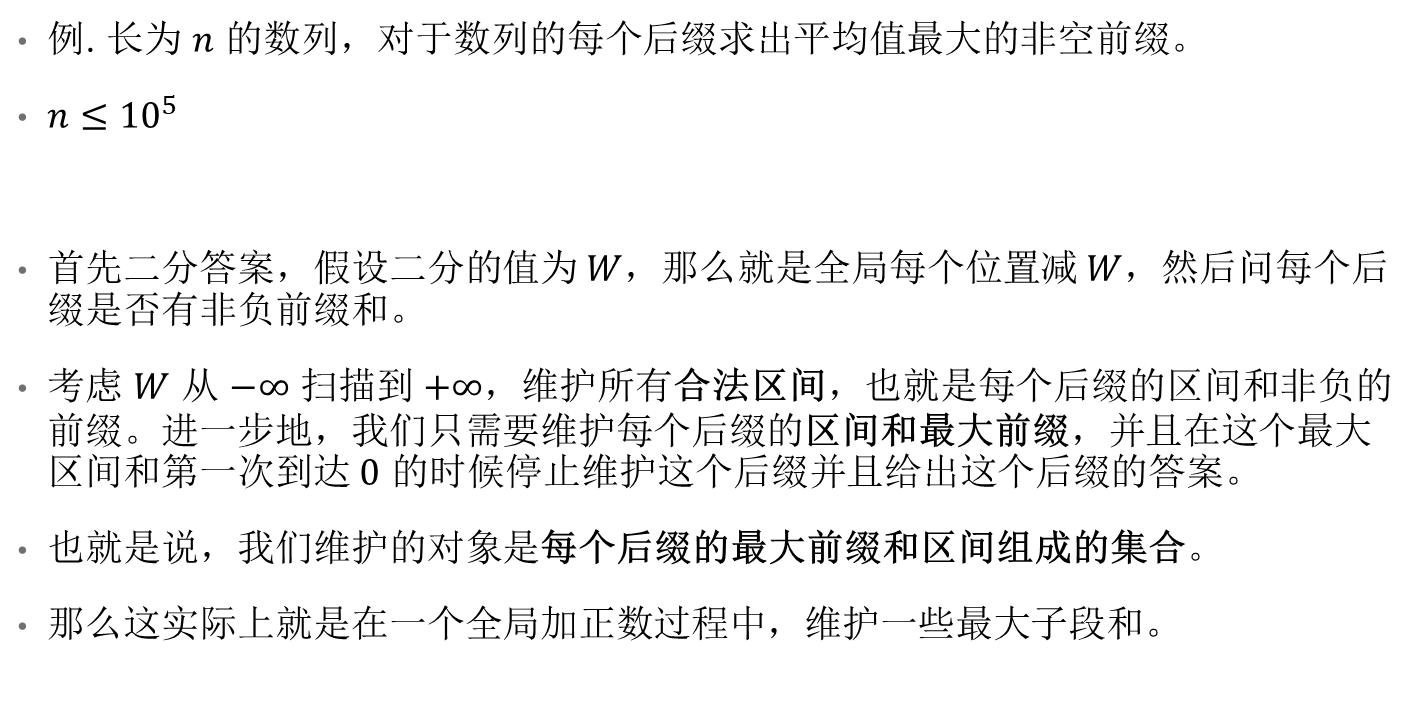 • 例. 长为 n 的数列，对于数列的每个后缀求出平均值最大的非空前缀。
• n ≤ 10⁵
• 首先二分答案，假设二分的值为 W，那么就是全局每个位置减 W，然后问每个后
缀是否有非负前缀和。
• 考虑 W 从 −∞ 扫描到 +∞，维护所有合法区间，也就是每个后缀的区间和非负的
前缀。进一步地，我们只需要维护每个后缀的区间和最大前缀，并且在这个最大
区间和第一次到达 0 的时候停止维护这个后缀并且给出这个后缀的答案。
• 也就是说，我们维护的对象是每个后缀的最大前缀和区间组成的集合。
• 那么这实际上就是在一个全局加正数过程中，维护一些最大子段和。